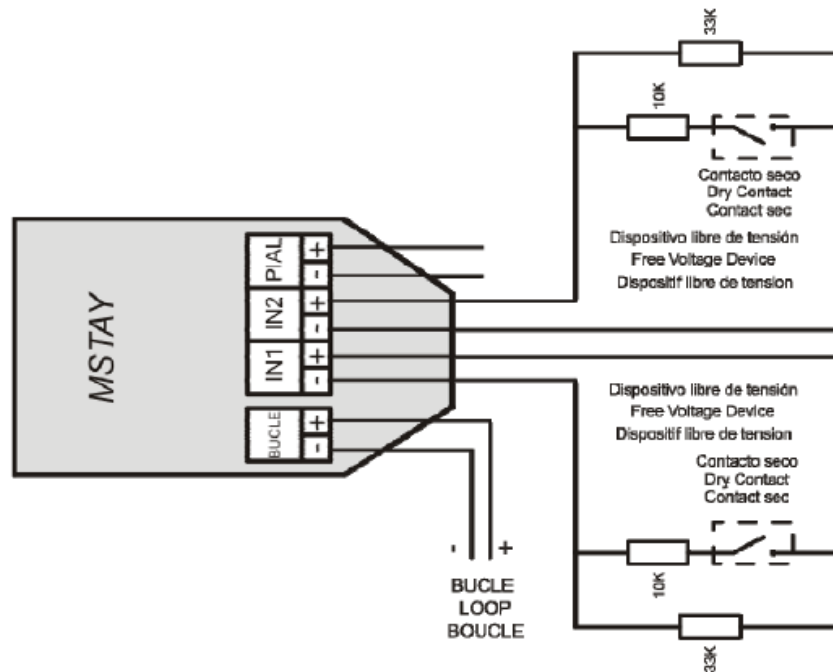 33K
10K
Contacto seco
Dry Contact
Contact sec
Dispositivo libre de tensión
Free Voltage Device
Dispositif libre de tension
MSTAY
PIAL + -
IN2 + -
IN1 + -
BUCLE + -
Dispositivo libre de tensión
Free Voltage Device
Dispositif libre de tension
Contacto seco
Dry Contact
Contact sec
10K
33K
- +
BUCLE
LOOP
BOUCLE